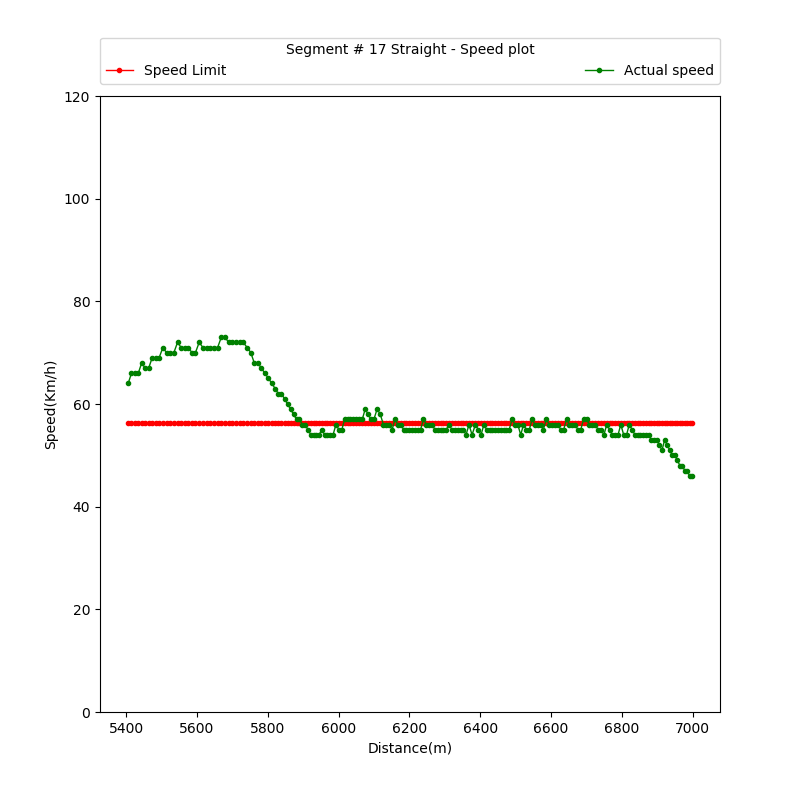 Segment # 17 Straight - Speed plot
Speed Limit
Actual speed
120
100
80
60
40
20
0
Speed(Km/h)
5400 5600 5800 6000 6200 6400 6600 6800 7000
Distance(m)